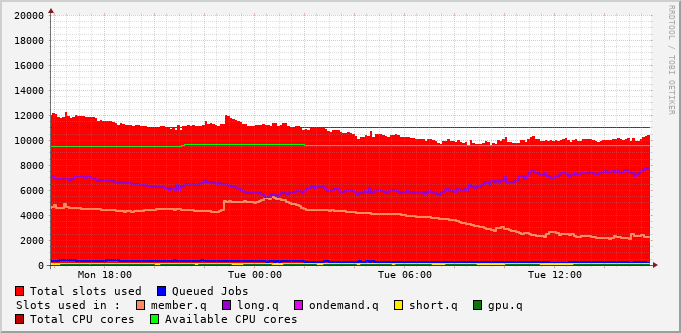 20000
18000
16000
14000
12000
10000
8000
6000
4000
2000
0
Mon 18:00 Tue 00:00 Tue 06:00 Tue 12:00
RRDTOOL / TOBI OETIKER
Total slots used Queued Jobs
Slots used in : member.q long.q ondemand.q short.q gpu.q
Total CPU cores Available CPU cores